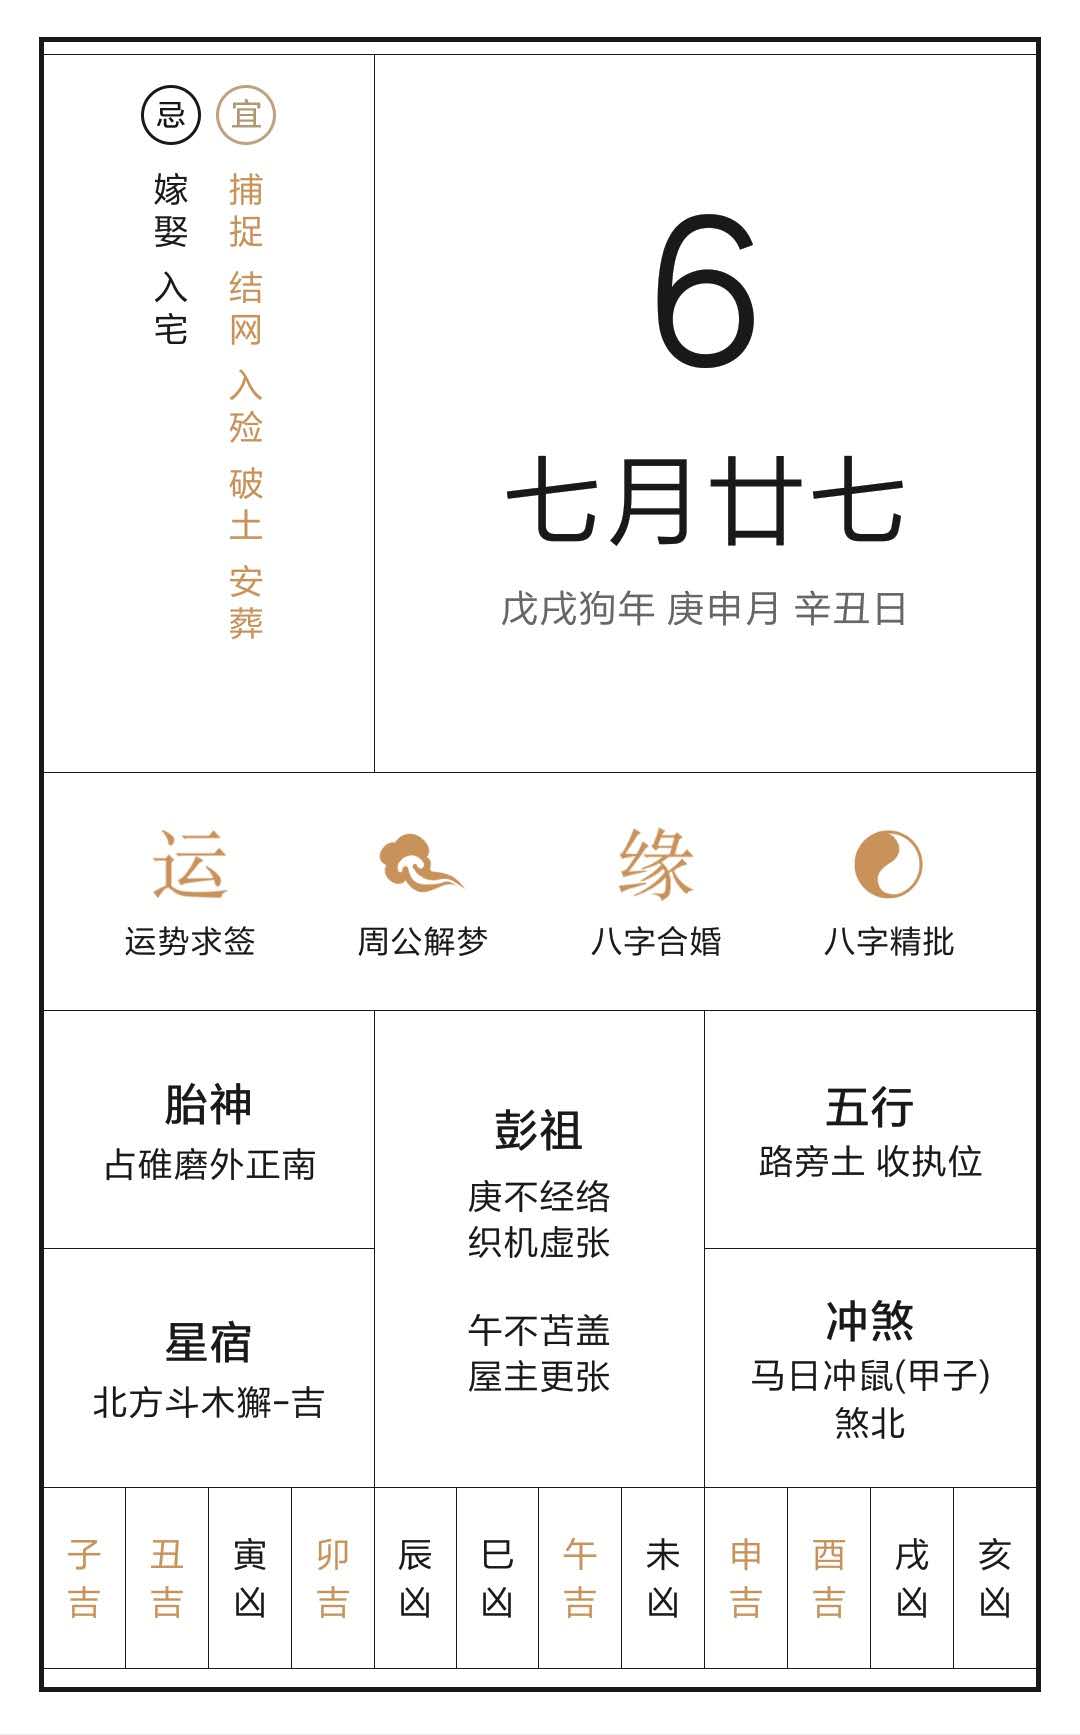 忌
嫁娶 入宅
宜
捕捉 结网 入殓 破土 安葬
6
七月廿七
戊戌狗年 庚申月 辛丑日
运
缘
运势求签
周公解梦
八字合婚
八字精批
胎神
占碓磨外正南
彭祖
庚不经络
织机虚张
午不苫盖
屋主更张
五行
路旁土 收执位
星宿
北方斗木獬-吉
冲煞
马日冲鼠(甲子)
煞北
子 丑 寅 卯 辰 巳 午 未 申 酉 戌 亥
吉 吉 凶 吉 凶 凶 吉 凶 吉 吉 凶 凶